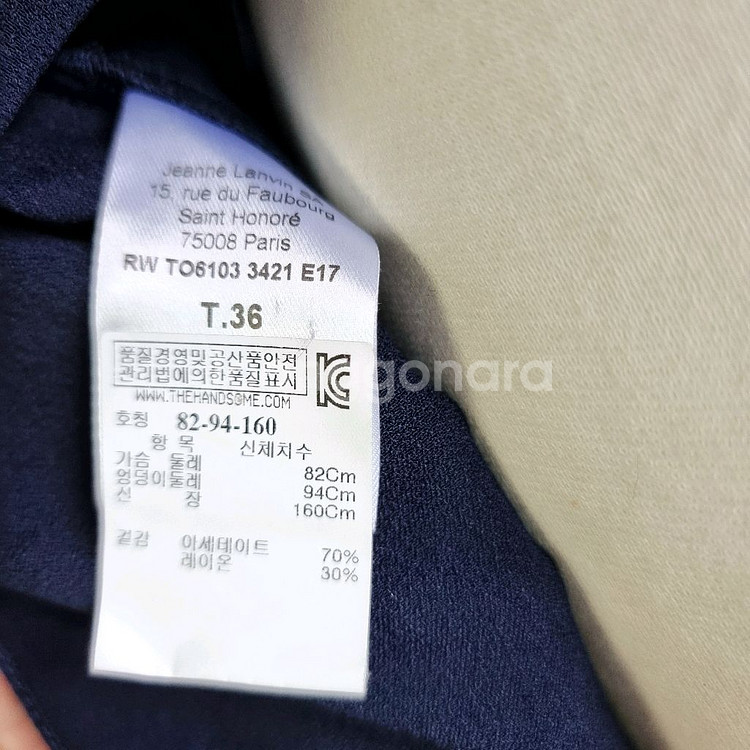 Jeanne Lanvin SA
15, rue du Faubourg
Saint Honoré
75008 Paris
RW TO6103 3421 E17
T.36
품질경영및공산품안전
관리법에의한품질표시
WWW.THEHANDSOME.COM
호칭 82-94-160
항 목 신체치수
가슴 둘레 82Cm
엉덩이둘레 94Cm
신 장 160Cm
겉감 아세테이트 70%
레이온 30%
gonara